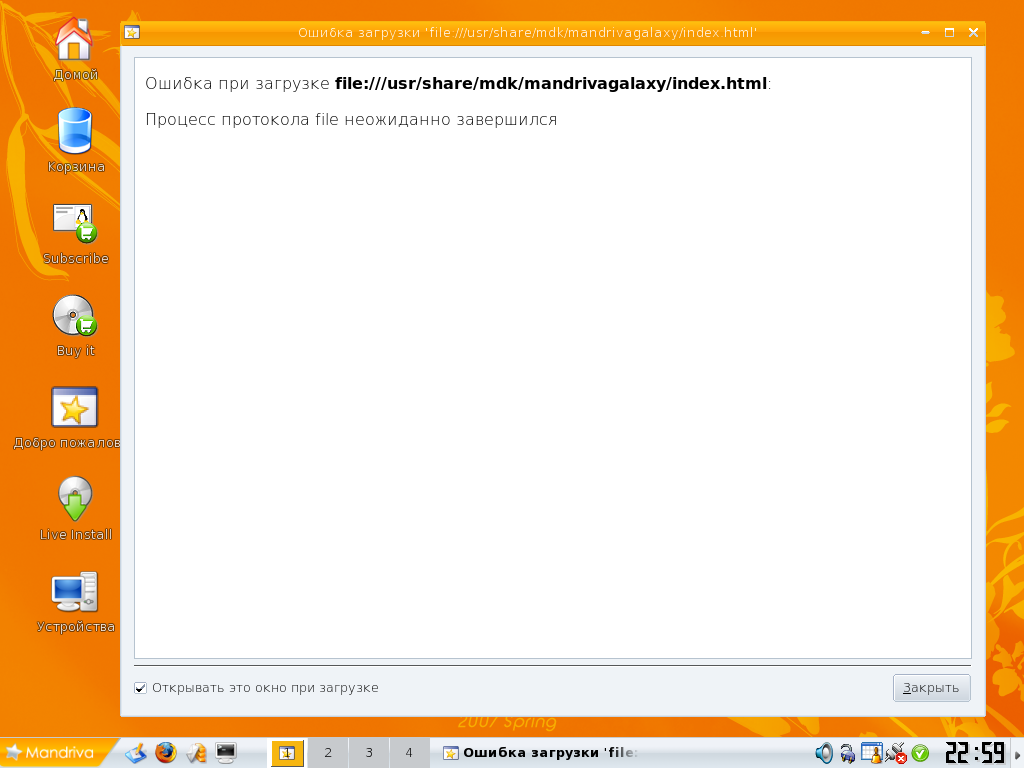 Ошибка загрузки 'file:///usr/share/mdk/mandrivagalaxy/index.html'
Ошибка при загрузке file:///usr/share/mdk/mandrivagalaxy/index.html:
Процесс протокола file неожиданно завершился
Домой
Корзина
Subscribe
Buy it
Добро пожалов
Live Install
Устройства
Открывать это окно при загрузке
Закрыть
2007 Spring
Mandriva
1
2
3
4
Ошибка загрузки 'file:
22:59